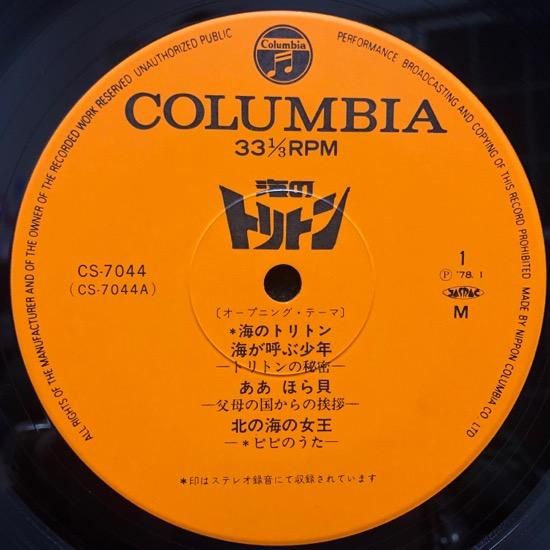 ALL RIGHTS OF THE MANUFACTURER AND OF THE OWNER OF THE RECORDED WORK RESERVED UNAUTHORIZED PUBLIC PERFORMANCE BROADCASTING AND COPYING OF THIS RECORD PROHIBITED MADE BY NIPPON COLUMBIA CO LTD
Columbia
COLUMBIA
33⅓RPM
海の
トリトン
CS-7044
(CS-7044A)
1
Ⓟ '78. 1
JASRAC
M
〔オープニング・テーマ〕
*海のトリトン
海が呼ぶ少年
―トリトンの秘密―
ああ ほら貝
―父母の国からの挨拶―
北の海の女王
―*ピピのうた―
*印はステレオ録音にて収録されています